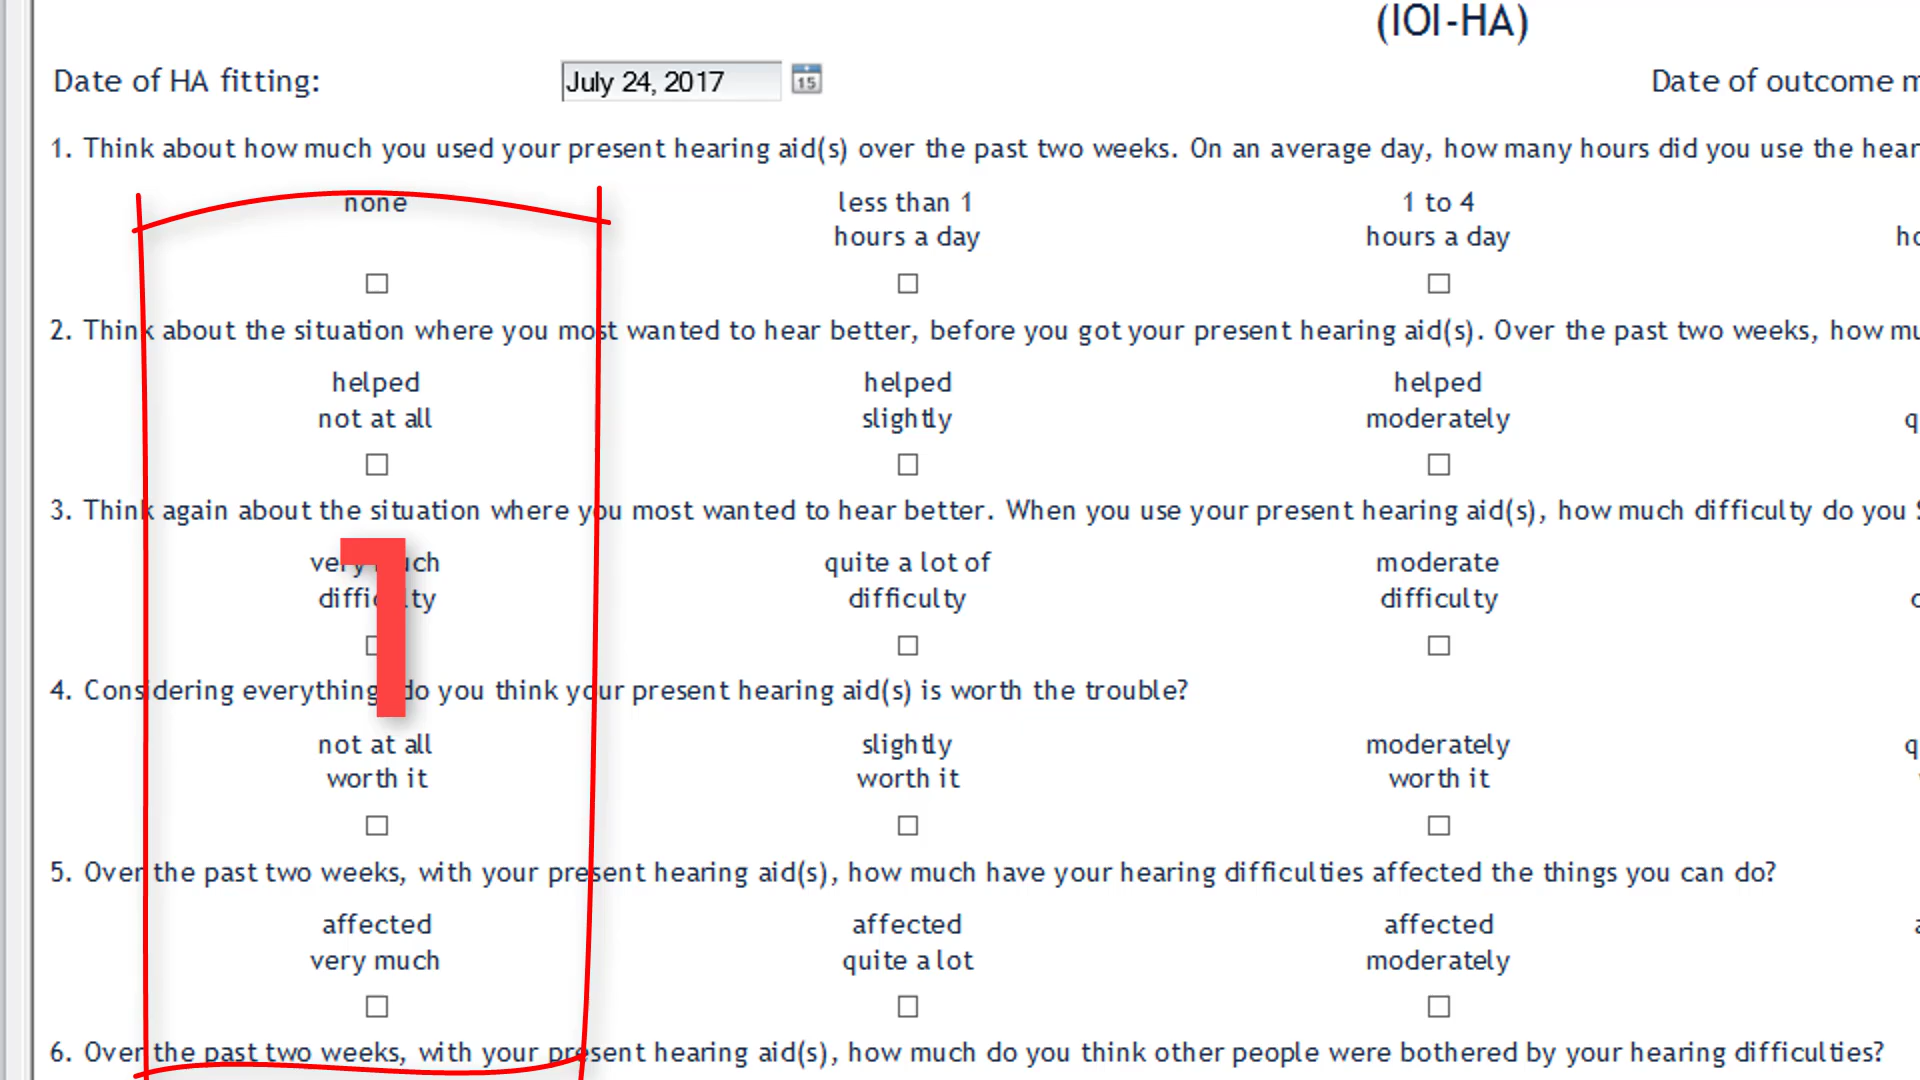 (IOI-HA)
Date of HA fitting: July 24, 2017 15 Date of outcome
1. Think about how much you used your present hearing aid(s) over the past two weeks. On an average day, how many hours did you use the
none less than 1 1 to 4
hours a day hours a day
2. Think about the situation where you most wanted to hear better, before you got your present hearing aid(s). Over the past two weeks, how
helped helped helped
not at all slightly moderately
3. Think again about the situation where you most wanted to hear better. When you use your present hearing aid(s), how much difficulty do you
very much quite a lot of moderate
difficulty difficulty difficulty
1
4. Considering everything, do you think your present hearing aid(s) is worth the trouble?
not at all slightly moderately
worth it worth it worth it
5. Over the past two weeks, with your present hearing aid(s), how much have your hearing difficulties affected the things you can do?
affected affected affected
very much quite a lot moderately
6. Over the past two weeks, with your present hearing aid(s), how much do you think other people were bothered by your hearing difficulties?